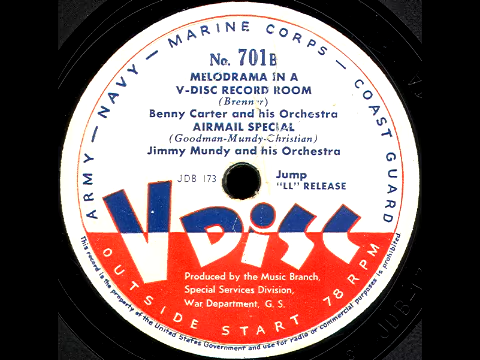 ARMY — NAVY — MARINE CORPS — COAST GUARD
No. 701B
MELODRAMA IN A
V-DISC RECORD ROOM
(Brenner)
Benny Carter and his Orchestra
AIRMAIL SPECIAL
(Goodman-Mundy-Christian)
Jimmy Mundy and his Orchestra
JDB 173
Jump
"LL" RELEASE
V DISC
Produced by the Music Branch,
Special Services Division,
War Department, G. S.
OUTSIDE START 78 RPM
This record is the property of the United States Government and use for radio or commercial purposes is prohibited